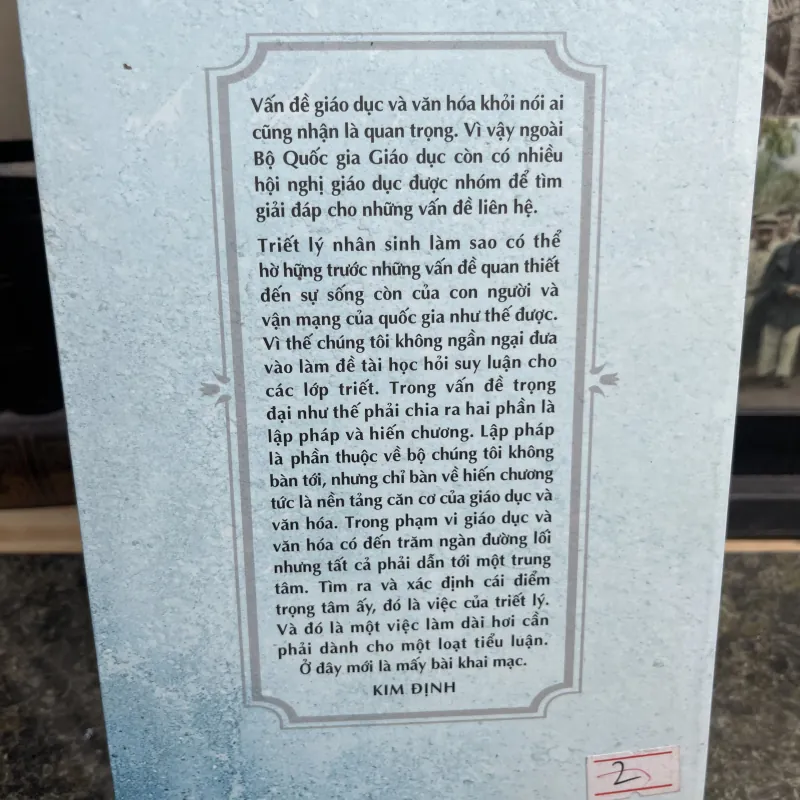 Vấn đề giáo dục và văn hóa khỏi nói ai
cũng nhận là quan trọng. Vì vậy ngoài
Bộ Quốc gia Giáo dục còn có nhiều
hội nghị giáo dục được nhóm để tìm
giải đáp cho những vấn đề liên hệ.
Triết lý nhân sinh làm sao có thể
hờ hững trước những vấn đề quan thiết
đến sự sống còn của con người và
vận mạng của quốc gia như thế được.
Vì thế chúng tôi không ngần ngại đưa
vào làm đề tài học hỏi suy luận cho
các lớp triết. Trong vấn đề trọng
đại như thế phải chia ra hai phần là
lập pháp và hiến chương. Lập pháp
là phần thuộc về bộ chúng tôi không
bàn tới, nhưng chỉ bàn về hiến chương
tức là nền tảng căn cơ của giáo dục và
văn hóa. Trong phạm vi giáo dục và
văn hóa có đến trăm ngàn đường lối
nhưng tất cả phải dẫn tới một trung
tâm. Tìm ra và xác định cái điểm
trọng tâm ấy, đó là việc của triết lý.
Và đó là một việc làm dài hơi cần
phải dành cho một loạt tiểu luận.
Ở đây mới là mấy bài khai mạc.
KIM ĐỊNH
2